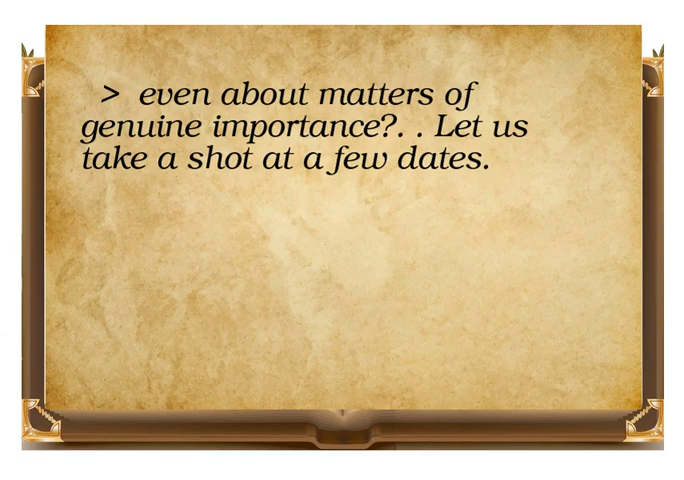 > even about matters of
genuine importance?. . Let us
take a shot at a few dates.